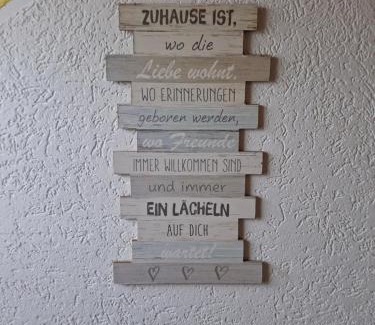 ZUHAUSE IST,
wo die
Liebe wohnt,
WO ERINNERUNGEN
geboren werden,
wo Freunde
IMMER WILLKOMMEN SIND
und immer
EIN LÄCHELN
AUF DICH
wartet!